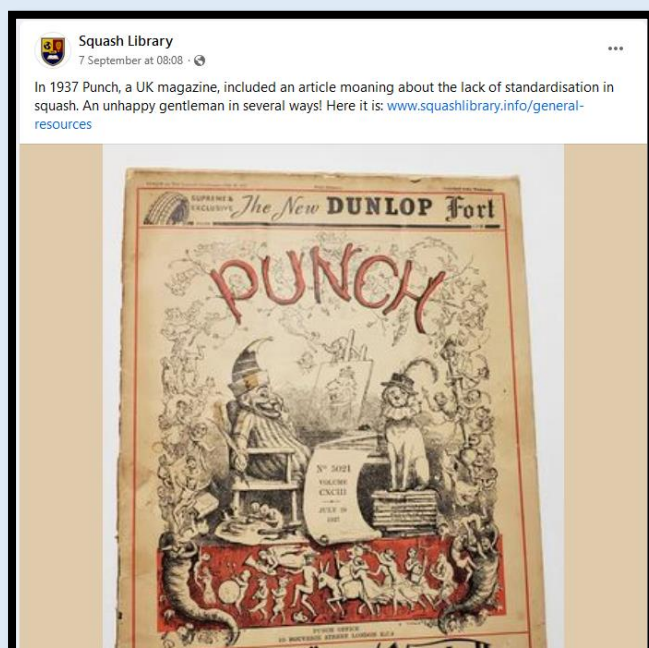 Squash Library
7 September at 08:08
In 1937 Punch, a UK magazine, included an article moaning about the lack of standardisation in
squash. An unhappy gentleman in several ways! Here it is: www.squashlibrary.info/general-
resources
SUPREME &
EXCLUSIVE
The New DUNLOP Fort
PUNCH
Nº 5021
VOLUME
CXCIII
JULY 28
1937
PUNCH OFFICE
10 BOUVERIE STREET LONDON E.C.4